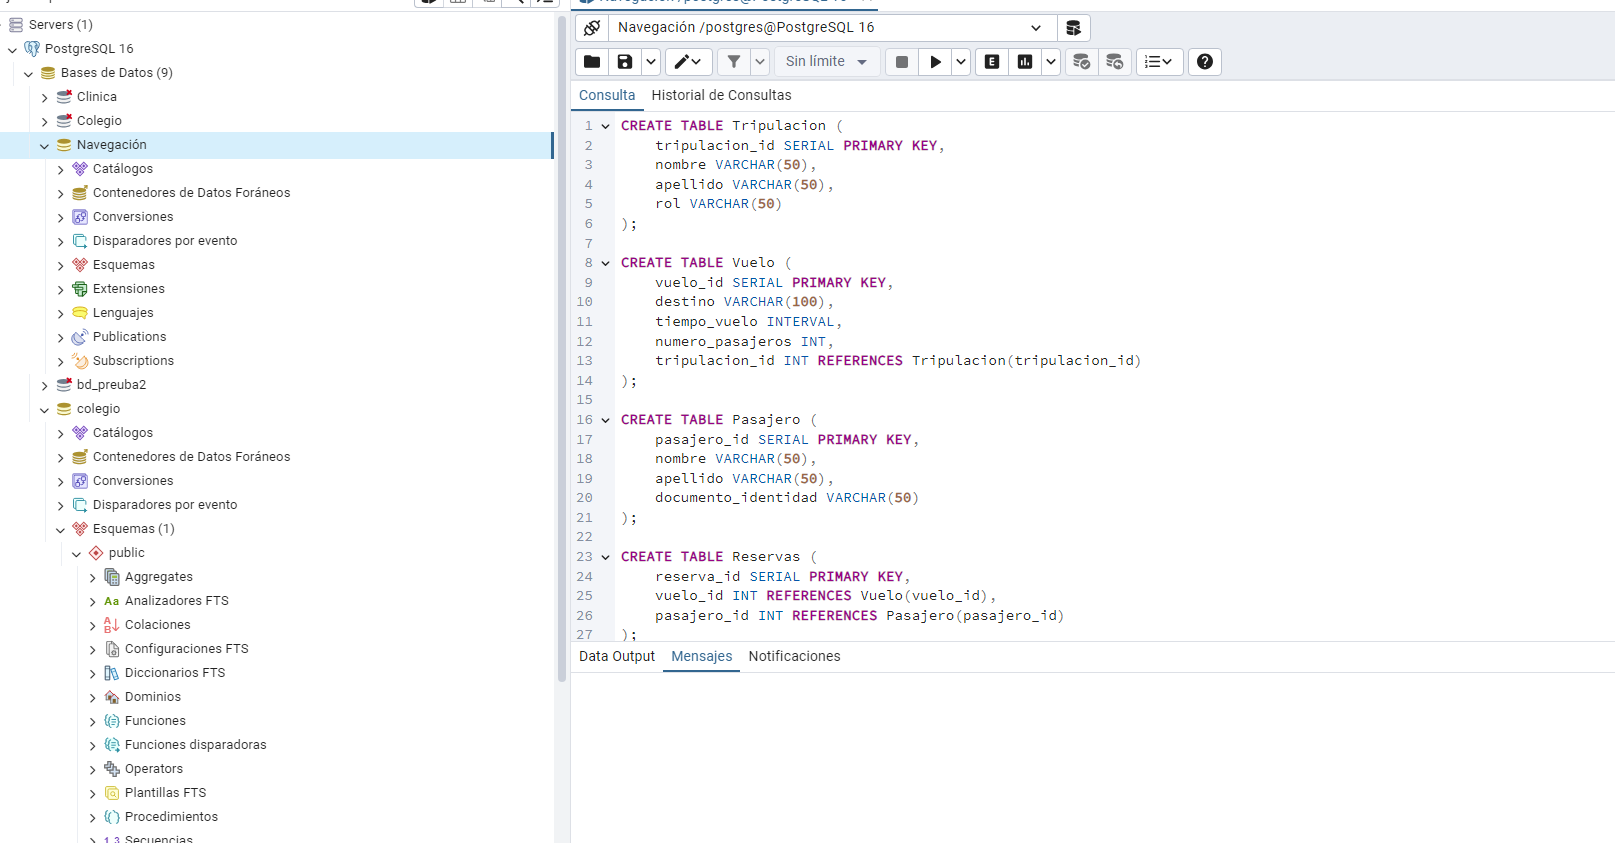 Servers (1)
PostgreSQL 16
Bases de Datos (9)
Clinica
Colegio
Navegación
Catálogos
Contenedores de Datos Foráneos
Conversiones
Disparadores por evento
Esquemas
Extensiones
Lenguajes
Publications
Subscriptions
bd_preuba2
colegio
Catálogos
Contenedores de Datos Foráneos
Conversiones
Disparadores por evento
Esquemas (1)
public
Aggregates
Analizadores FTS
Colaciones
Configuraciones FTS
Diccionarios FTS
Dominios
Funciones
Funciones disparadoras
Operators
Plantillas FTS
Procedimientos
Secuencias
Navegación /postgres@PostgreSQL 16
Navegación /postgres@PostgreSQL 16
Sin límite
Consulta Historial de Consultas
1 CREATE TABLE Tripulacion (
2 tripulacion_id SERIAL PRIMARY KEY,
3 nombre VARCHAR(50),
4 apellido VARCHAR(50),
5 rol VARCHAR(50)
6 );
7
8 CREATE TABLE Vuelo (
9 vuelo_id SERIAL PRIMARY KEY,
10 destino VARCHAR(100),
11 tiempo_vuelo INTERVAL,
12 numero_pasajeros INT,
13 tripulacion_id INT REFERENCES Tripulacion(tripulacion_id)
14 );
15
16 CREATE TABLE Pasajero (
17 pasajero_id SERIAL PRIMARY KEY,
18 nombre VARCHAR(50),
19 apellido VARCHAR(50),
20 documento_identidad VARCHAR(50)
21 );
22
23 CREATE TABLE Reservas (
24 reserva_id SERIAL PRIMARY KEY,
25 vuelo_id INT REFERENCES Vuelo(vuelo_id),
26 pasajero_id INT REFERENCES Pasajero(pasajero_id)
27 );
Data Output Mensajes Notificaciones